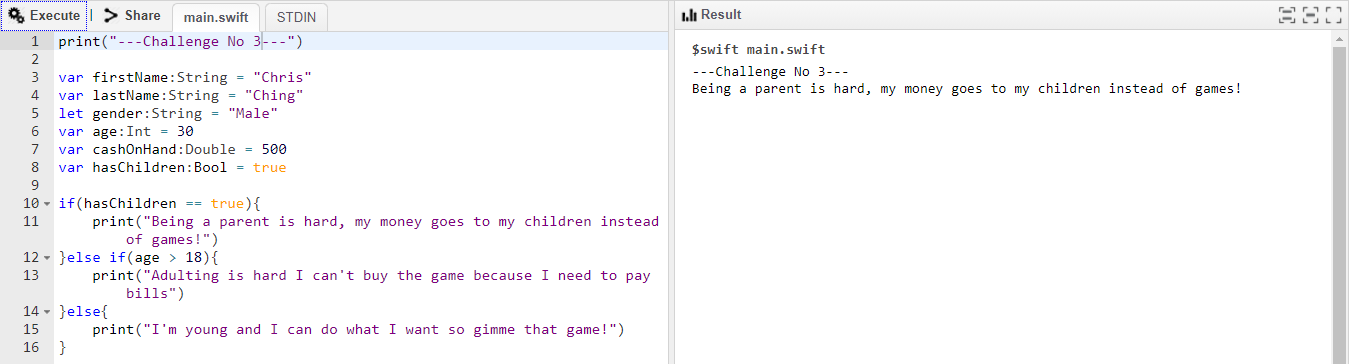 Execute | > Share main.swift STDIN
1 print("---Challenge No 3---")
2
3 var firstName:String = "Chris"
4 var lastName:String = "Ching"
5 let gender:String = "Male"
6 var age:Int = 30
7 var cashOnHand:Double = 500
8 var hasChildren:Bool = true
9
10 if(hasChildren == true){
11 print("Being a parent is hard, my money goes to my children instead
of games!")
12 }else if(age > 18){
13 print("Adulting is hard I can't buy the game because I need to pay
bills")
14 }else{
15 print("I'm young and I can do what I want so gimme that game!")
16 }
Result
$swift main.swift
---Challenge No 3---
Being a parent is hard, my money goes to my children instead of games!